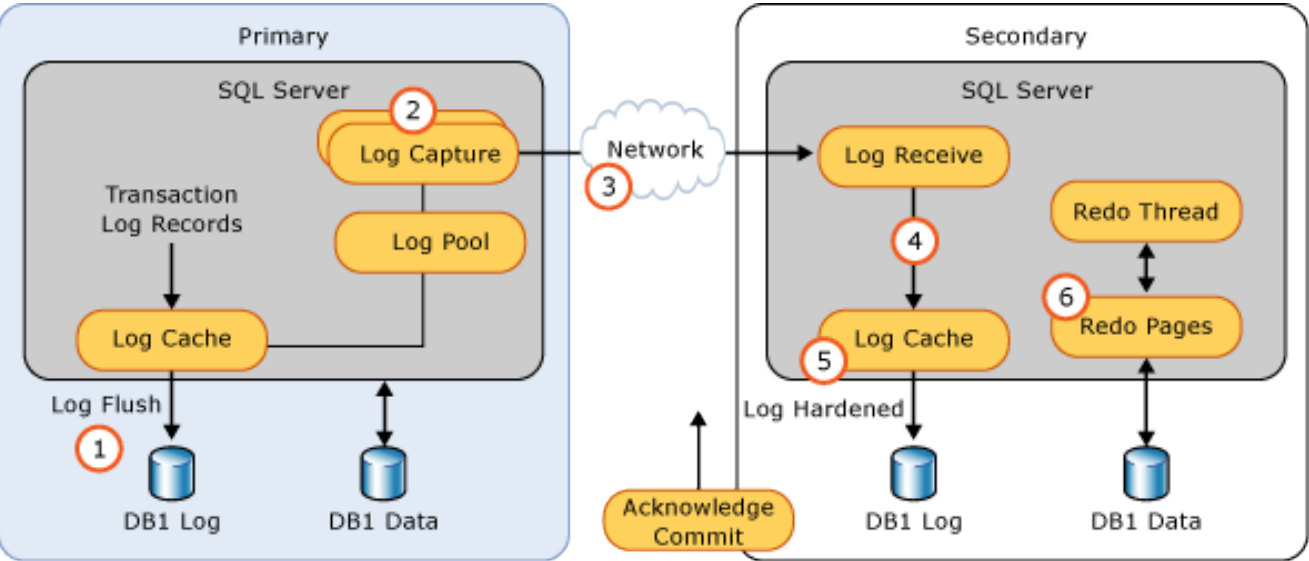 Primary
SQL Server
2
Log Capture
Transaction
Log Records
Log Pool
Log Cache
Log Flush
1
DB1 Log
DB1 Data
Network
3
Acknowledge
Commit
Secondary
SQL Server
Log Receive
4
Redo Thread
6
Redo Pages
Log Cache
5
Log Hardened
DB1 Log
DB1 Data